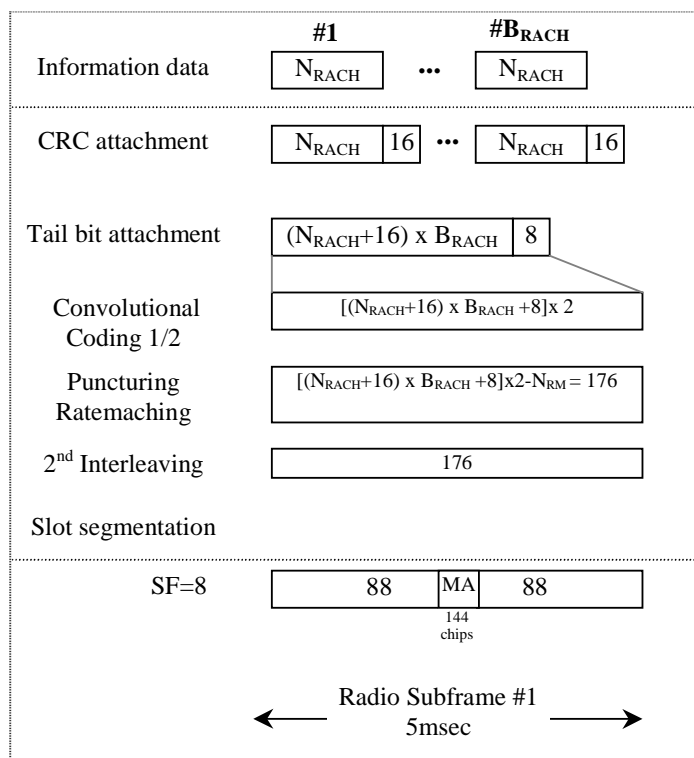 #1 #B_RACH
Information data N_RACH ... N_RACH
CRC attachment N_RACH 16 ... N_RACH 16
Tail bit attachment (N_RACH+16) x B_RACH 8
Convolutional
Coding 1/2
[(N_RACH+16) x B_RACH +8]x 2
Puncturing
Ratemaching
[(N_RACH+16) x B_RACH +8]x2-N_RM = 176
2nd Interleaving 176
Slot segmentation
SF=8 88 MA 88
144
chips
Radio Subframe #1
5msec